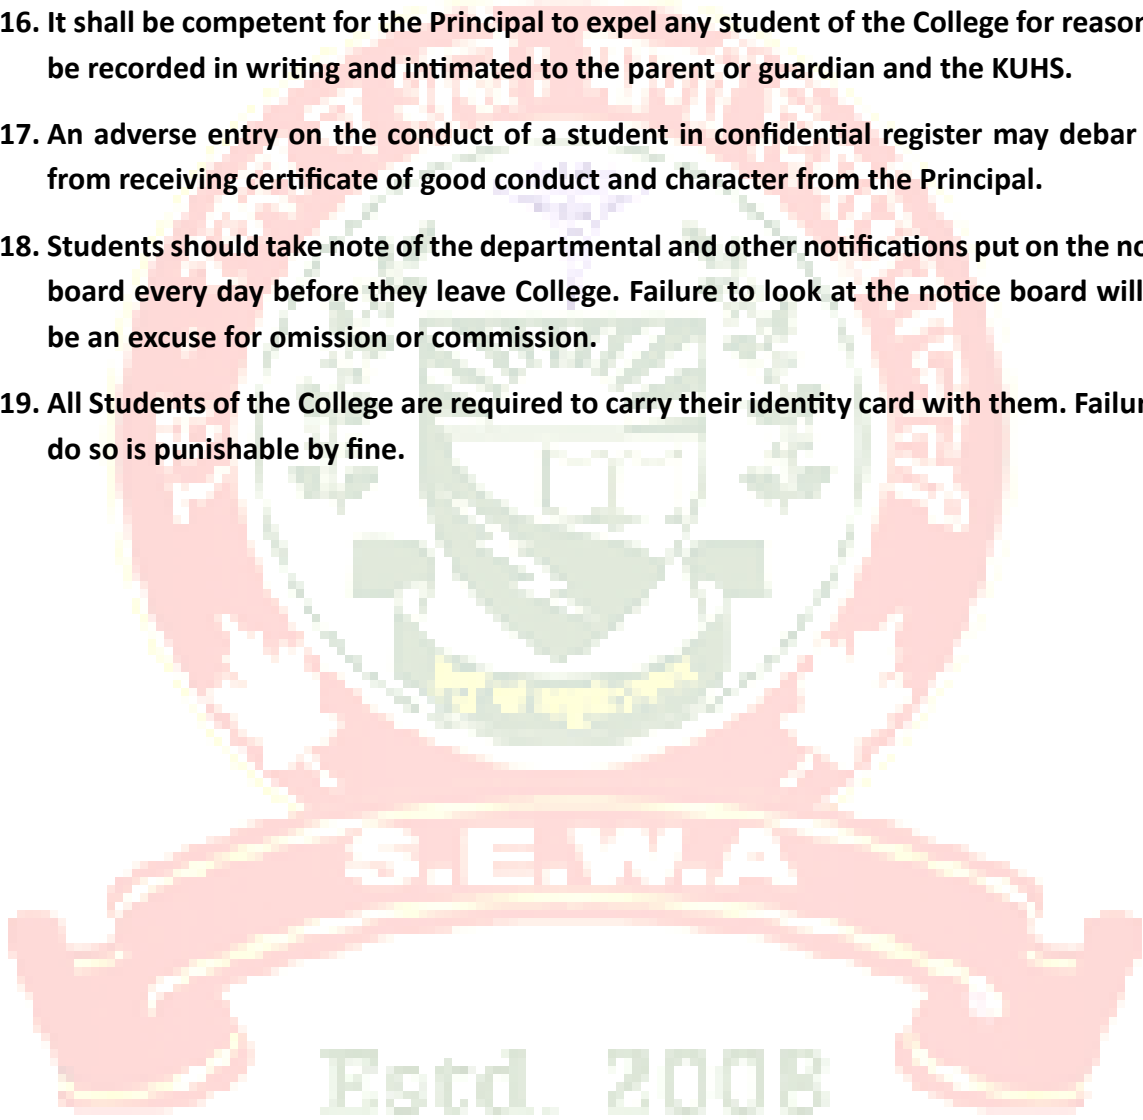 16. It shall be competent for the Principal to expel any student of the College for reason
be recorded in writing and intimated to the parent or guardian and the KUHS.
17. An adverse entry on the conduct of a student in confidential register may debar
from receiving certificate of good conduct and character from the Principal.
18. Students should take note of the departmental and other notifications put on the no
board every day before they leave College. Failure to look at the notice board will
be an excuse for omission or commission.
19. All Students of the College are required to carry their identity card with them. Failur
do so is punishable by fine.
S.E.W.A
Estd. 2008